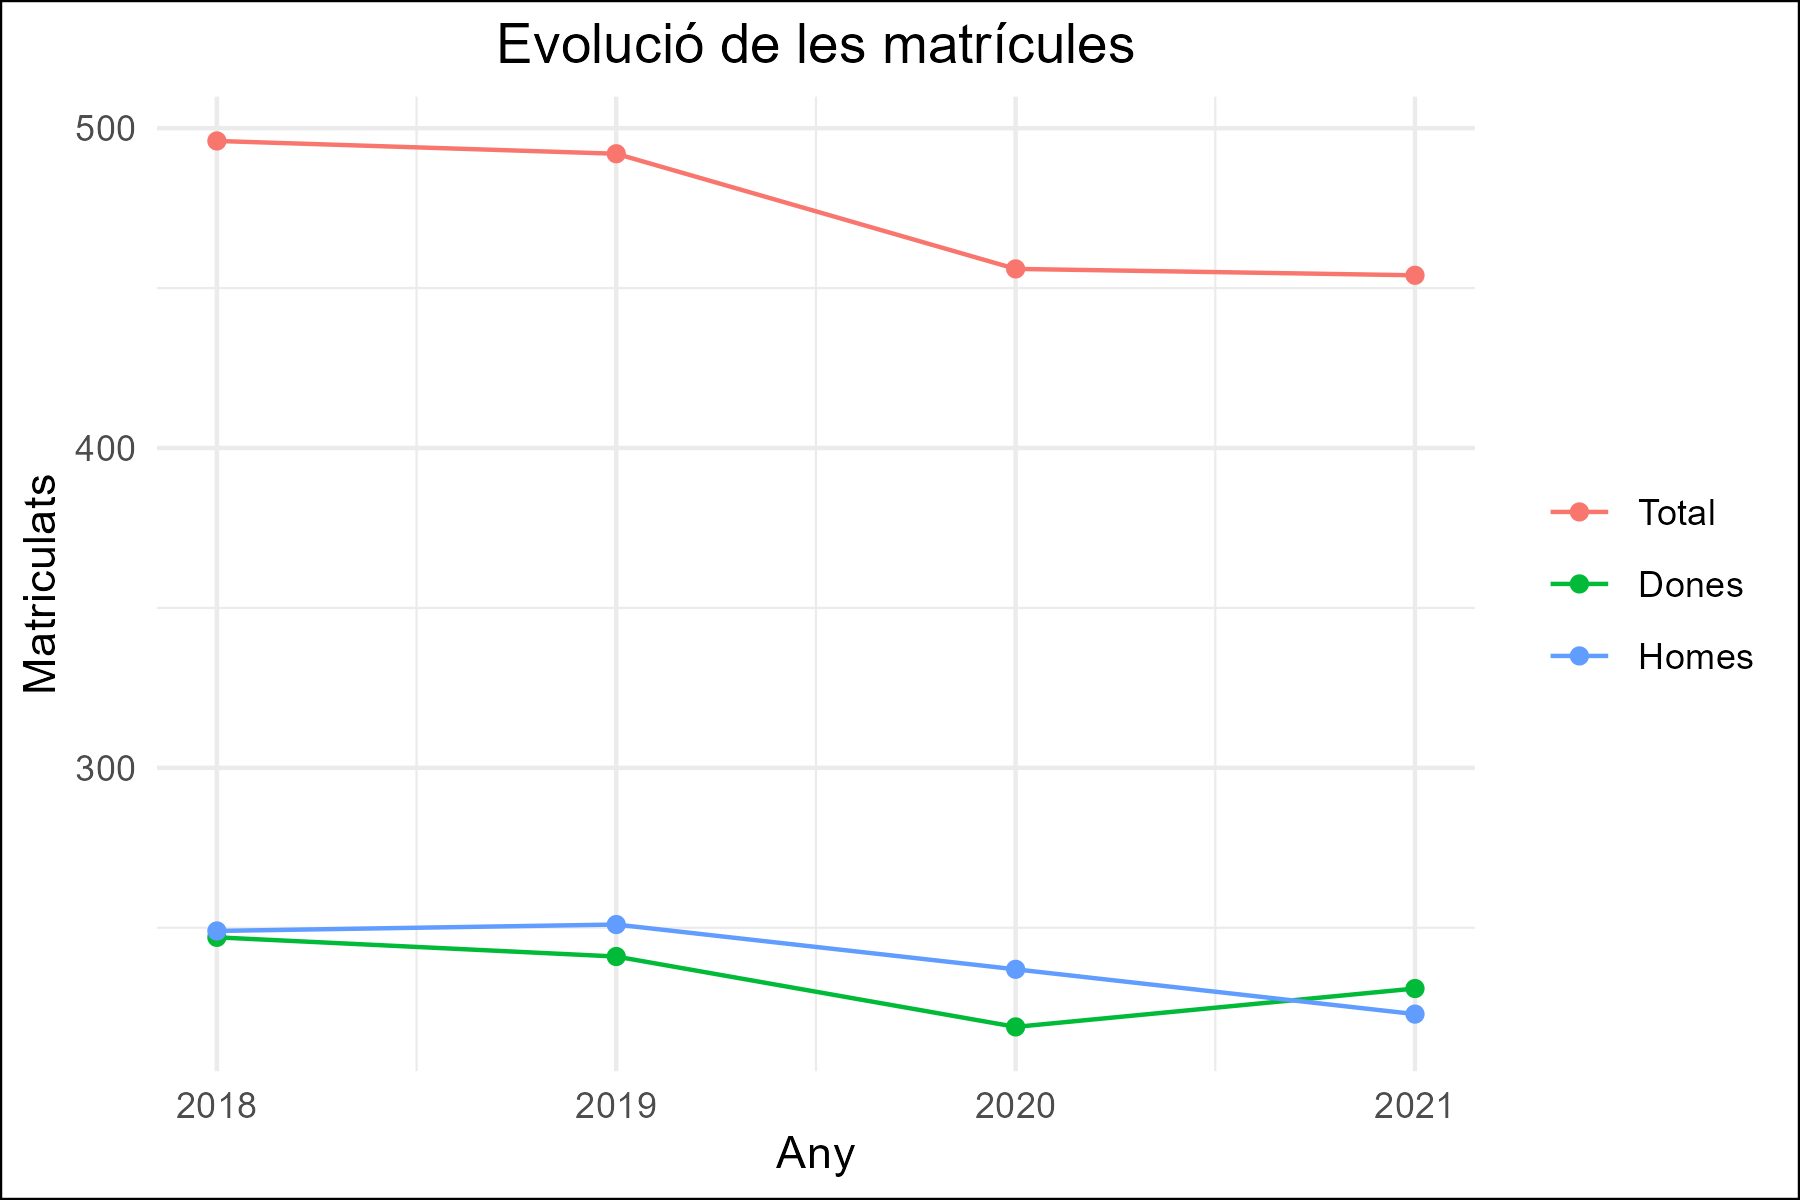 Evolució de les matrícules
500
400
300
Matriculats
2018
2019
2020
2021
Any
Total
Dones
Homes